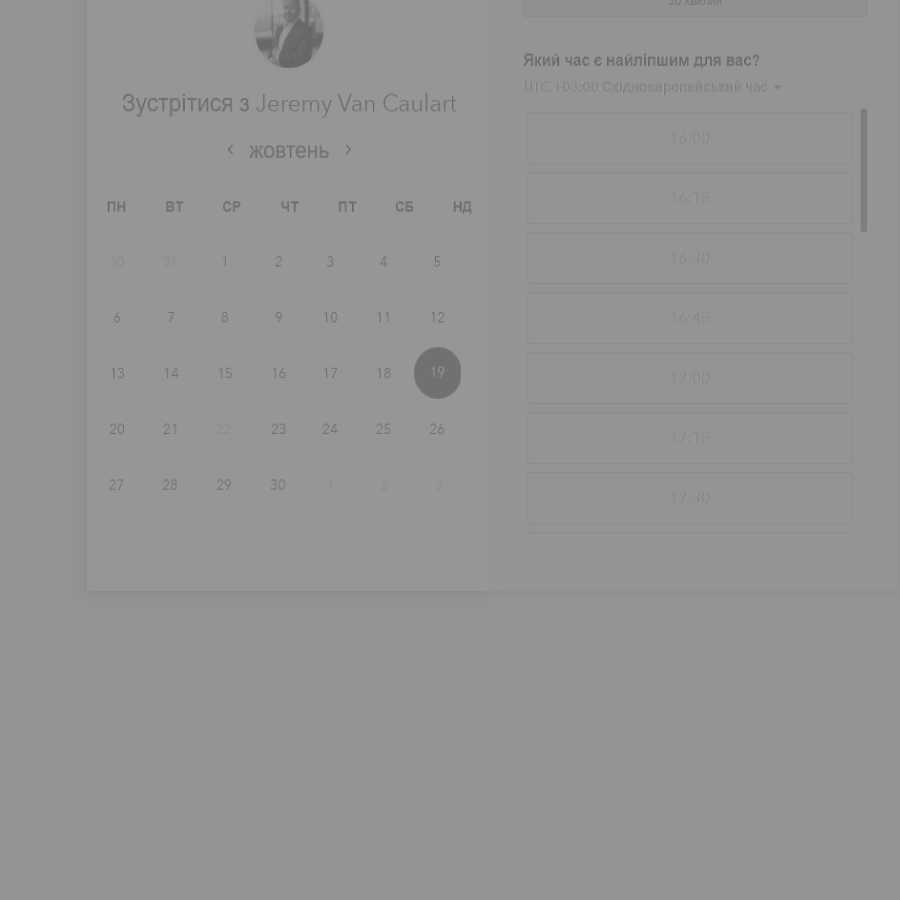 30 хвилин
Зустрітися з Jeremy Van Caulart
жовтень
ПН ВТ СР ЧТ ПТ СБ НД
30 31 1 2 3 4 5
6 7 8 9 10 11 12
13 14 15 16 17 18 19
20 21 22 23 24 25 26
27 28 29 30 1 2 3
Який час є найліпшим для вас?
UTC +03:00 Східноєвропейський час
16:00
16:15
16:30
16:45
17:00
17:15
17:30